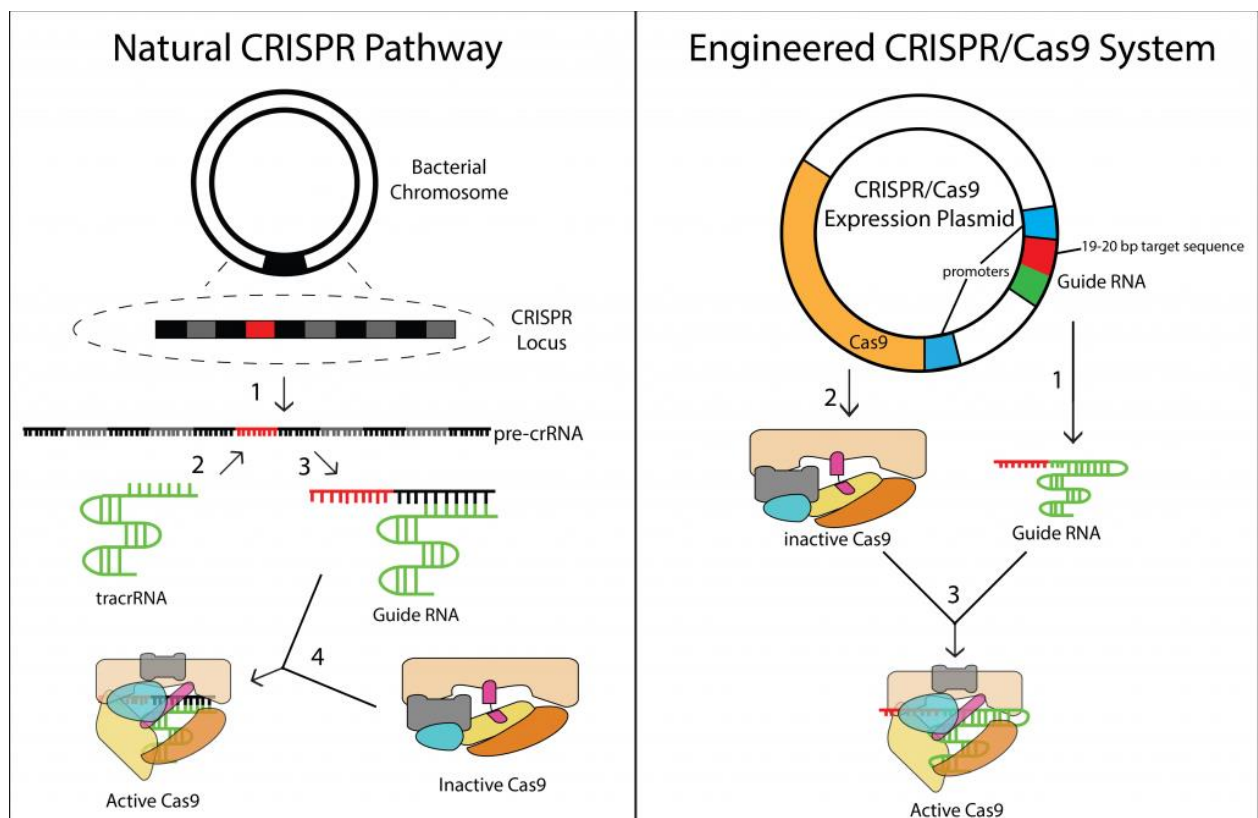 Natural CRISPR Pathway
Bacterial
Chromosome
CRISPR
Locus
1
pre-crRNA
2
3
tracrRNA
Guide RNA
4
Active Cas9
Inactive Cas9
Engineered CRISPR/Cas9 System
CRISPR/Cas9
Expression Plasmid
19-20 bp target sequence
promoters
Guide RNA
Cas9
2
1
inactive Cas9
Guide RNA
3
Active Cas9